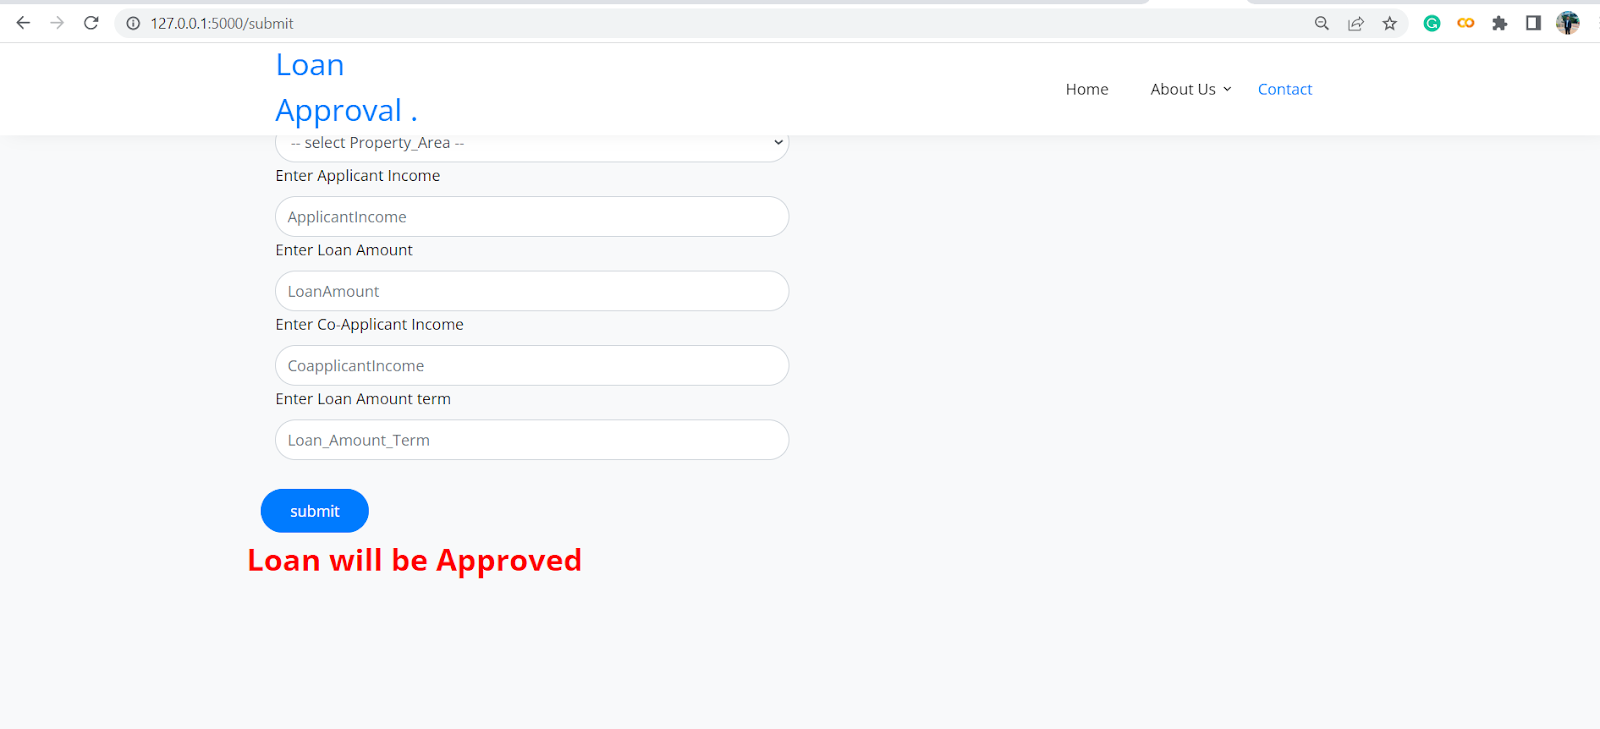 127.0.0.1:5000/submit
Loan
Approval .
Home
About Us
Contact
-- select Property_Area --
Enter Applicant Income
ApplicantIncome
Enter Loan Amount
LoanAmount
Enter Co-Applicant Income
CoapplicantIncome
Enter Loan Amount term
Loan_Amount_Term
submit
Loan will be Approved